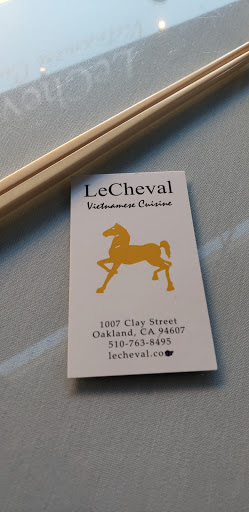 LeCheval
Vietnamese Cuisine
1007 Clay Street
Oakland, CA 94607
510-763-8495
lecheval.co